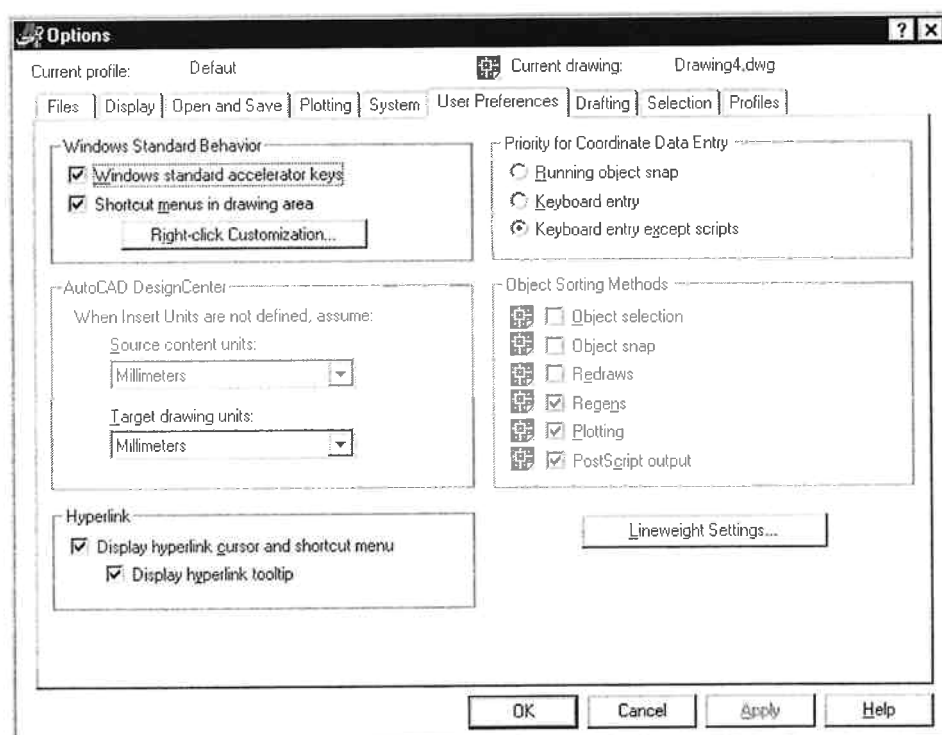 Options
Current profile: Defaut Current drawing: Drawing4.dwg
Files Display Open and Save Plotting System User Preferences Drafting Selection Profiles
Windows Standard Behavior
Windows standard accelerator keys
Shortcut menus in drawing area
Right-click Customization...
Priority for Coordinate Data Entry
Running object snap
Keyboard entry
Keyboard entry except scripts
AutoCAD DesignCenter
When Insert Units are not defined, assume:
Source content units:
Millimeters
Target drawing units:
Millimeters
Object Sorting Methods
Object selection
Object snap
Redraws
Regens
Plotting
PostScript output
Hyperlink
Display hyperlink cursor and shortcut menu
Display hyperlink tooltip
Lineweight Settings...
OK Cancel Apply Help